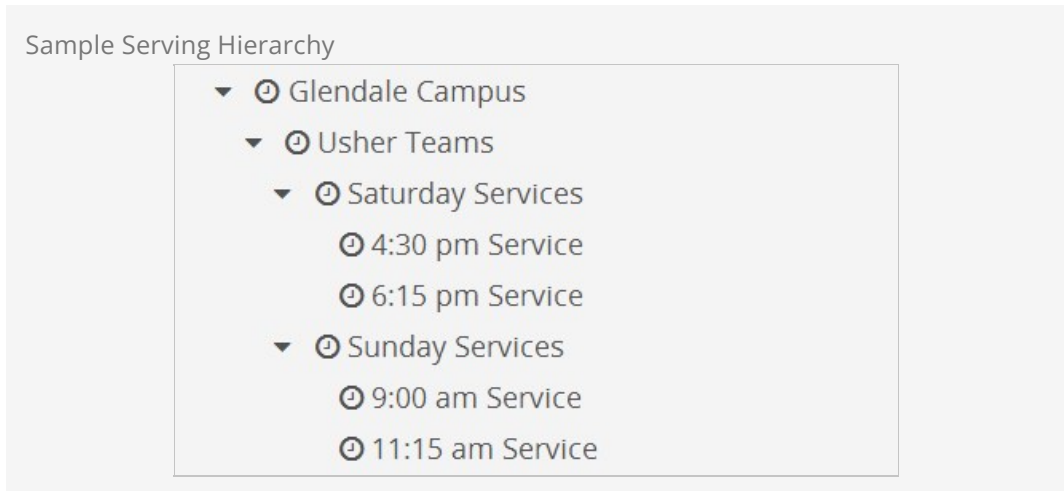 Sample Serving Hierarchy
Glendale Campus
Usher Teams
Saturday Services
4:30 pm Service
6:15 pm Service
Sunday Services
9:00 am Service
11:15 am Service